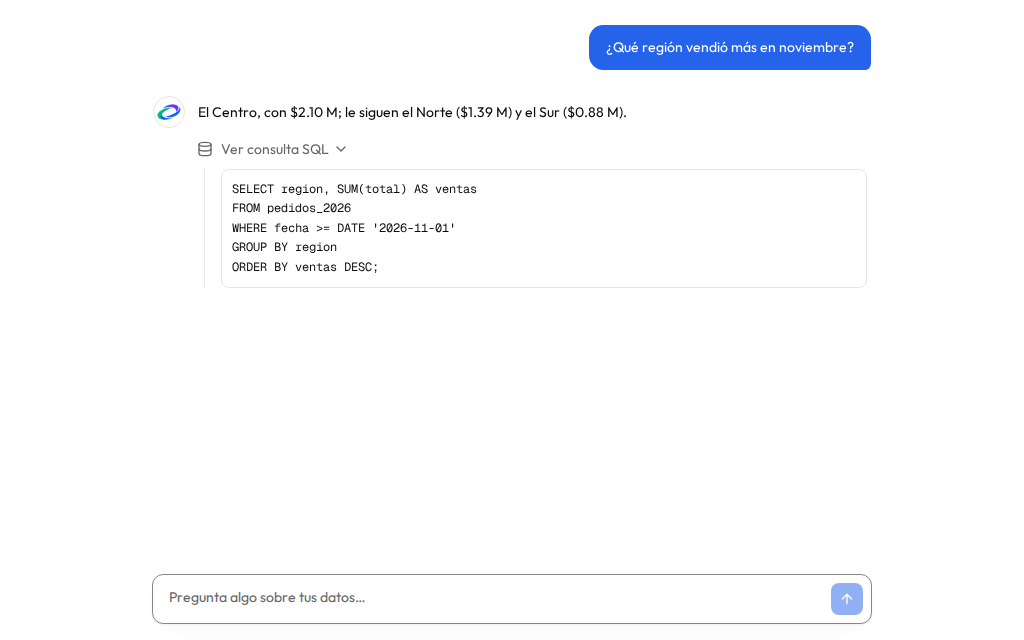 ¿Qué región vendió más en noviembre?
El Centro, con $2.10 M; le siguen el Norte ($1.39 M) y el Sur ($0.88 M).
Ver consulta SQL
SELECT region, SUM(total) AS ventas
FROM pedidos_2026
WHERE fecha >= DATE '2026-11-01'
GROUP BY region
ORDER BY ventas DESC;
Pregunta algo sobre tus datos…